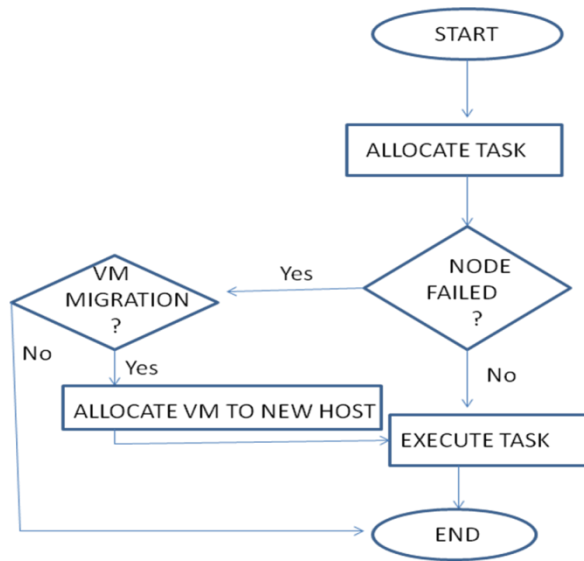 START
ALLOCATE TASK
NODE
FAILED
?
Yes
VM
MIGRATION
?
No
Yes
No
ALLOCATE VM TO NEW HOST
EXECUTE TASK
END